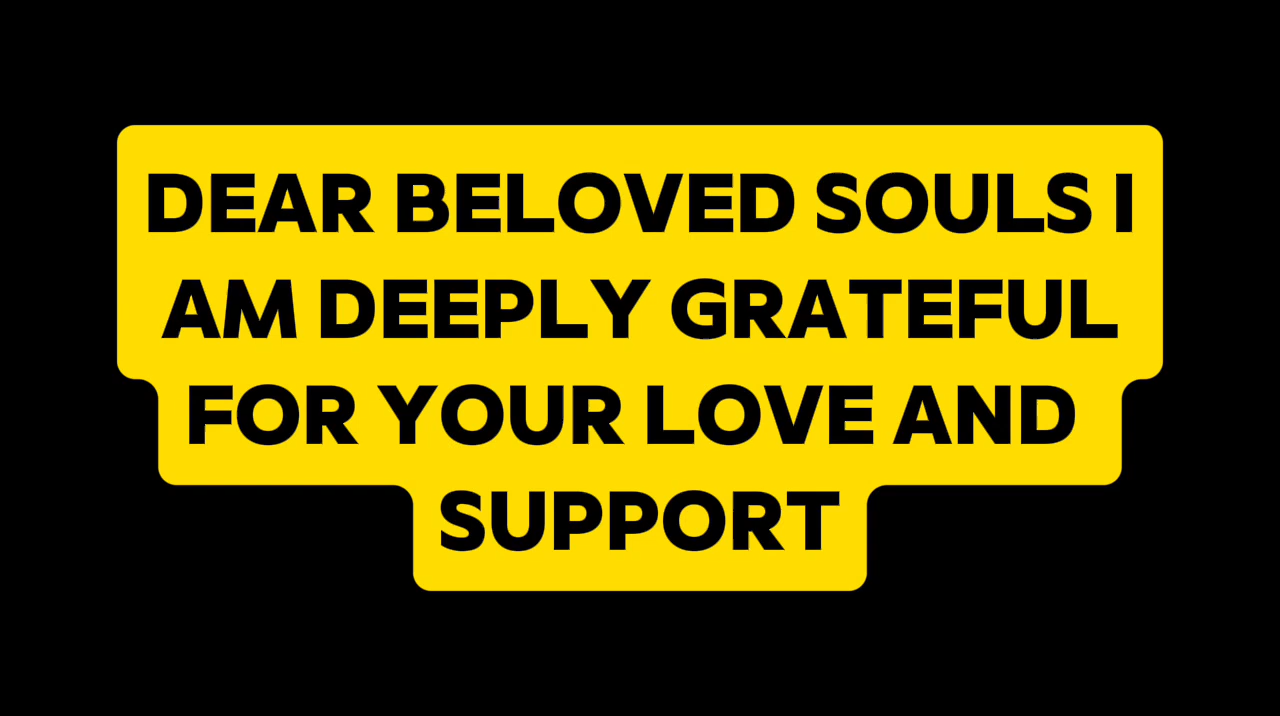 DEAR BELOVED SOULS I
AM DEEPLY GRATEFUL
FOR YOUR LOVE AND
SUPPORT